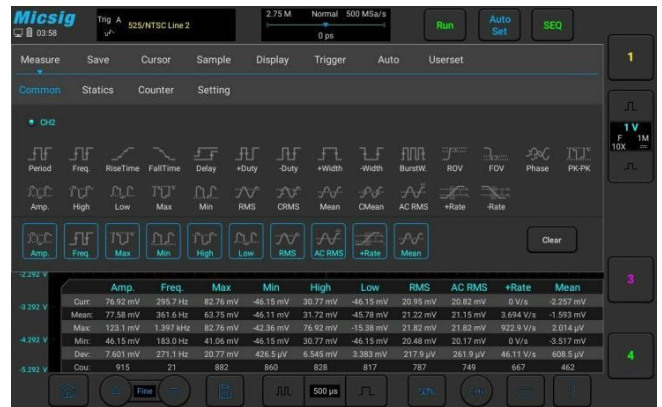 Micsig
Trig A
525/NTSC Line 2
2.75 M Normal 500 MSa/s
0 ps
Run
Auto
Set
SEQ
03:58
Measure Save Cursor Sample Display Trigger Auto Userset
Common Statics Counter Setting
CH2
Period Freq. RiseTime FallTime Delay +Duty -Duty +Width -Width BurstW. ROV FOV Phase PK-PK
Amp. High Low Max Min RMS CRMS Mean CMean AC RMS +Rate -Rate
Amp. Freq. Max Min High Low RMS AC RMS +Rate Mean
Clear
-2.292 V
-3.292 V
-4.292 V
-5.292 V
Amp. Freq. Max Min High Low RMS AC RMS +Rate Mean
Curr: 76.92 mV 295.7 Hz 82.76 mV -46.15 mV 30.77 mV -46.15 mV 20.95 mV 20.82 mV 0 V/s -2.257 mV
Mean: 77.58 mV 361.6 Hz 63.75 mV -46.11 mV 31.72 mV -45.78 mV 21.22 mV 21.15 mV 3.694 V/s -1.593 mV
Max: 123.1 mV 1.397 kHz 82.76 mV -42.36 mV 76.92 mV -15.38 mV 21.82 mV 21.82 mV 922.9 V/s 2.014 μV
Min: 46.15 mV 183.0 Hz 41.06 mV -46.15 mV 30.77 mV -46.15 mV 20.48 mV 20.17 mV 0 V/s -3.517 mV
Dev: 7.601 mV 271.1 Hz 20.77 mV 426.5 μV 6.545 mV 3.383 mV 217.9 μV 261.9 μV 46.11 V/s 608.5 μV
Cou: 915 21 882 860 828 817 787 749 667 462
Fine
500 μs
50%
1
1 V
F 1M
10X
3
4